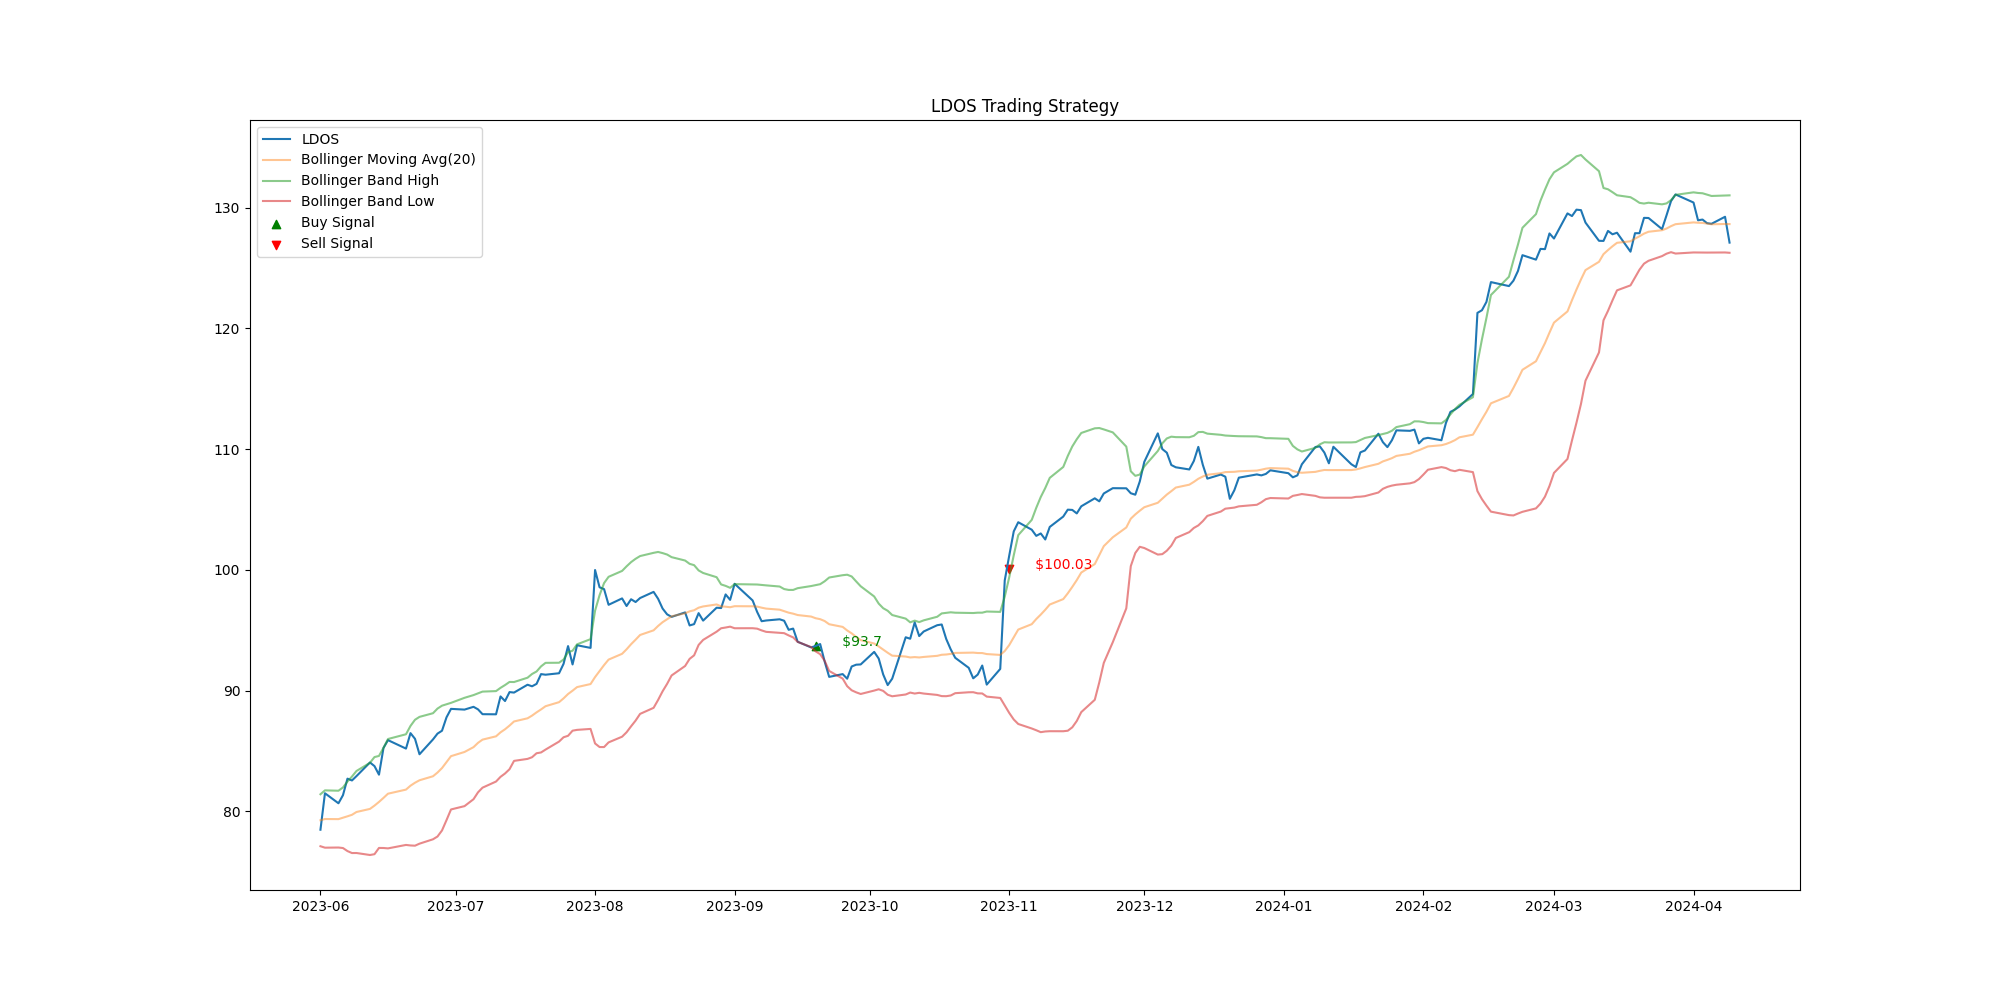 LDOS Trading Strategy
LDOS
Bollinger Moving Avg(20)
Bollinger Band High
Bollinger Band Low
Buy Signal
Sell Signal
130
120
110
100
90
80
$100.03
$93.7
2023-06 2023-07 2023-08 2023-09 2023-10 2023-11 2023-12 2024-01 2024-02 2024-03 2024-04